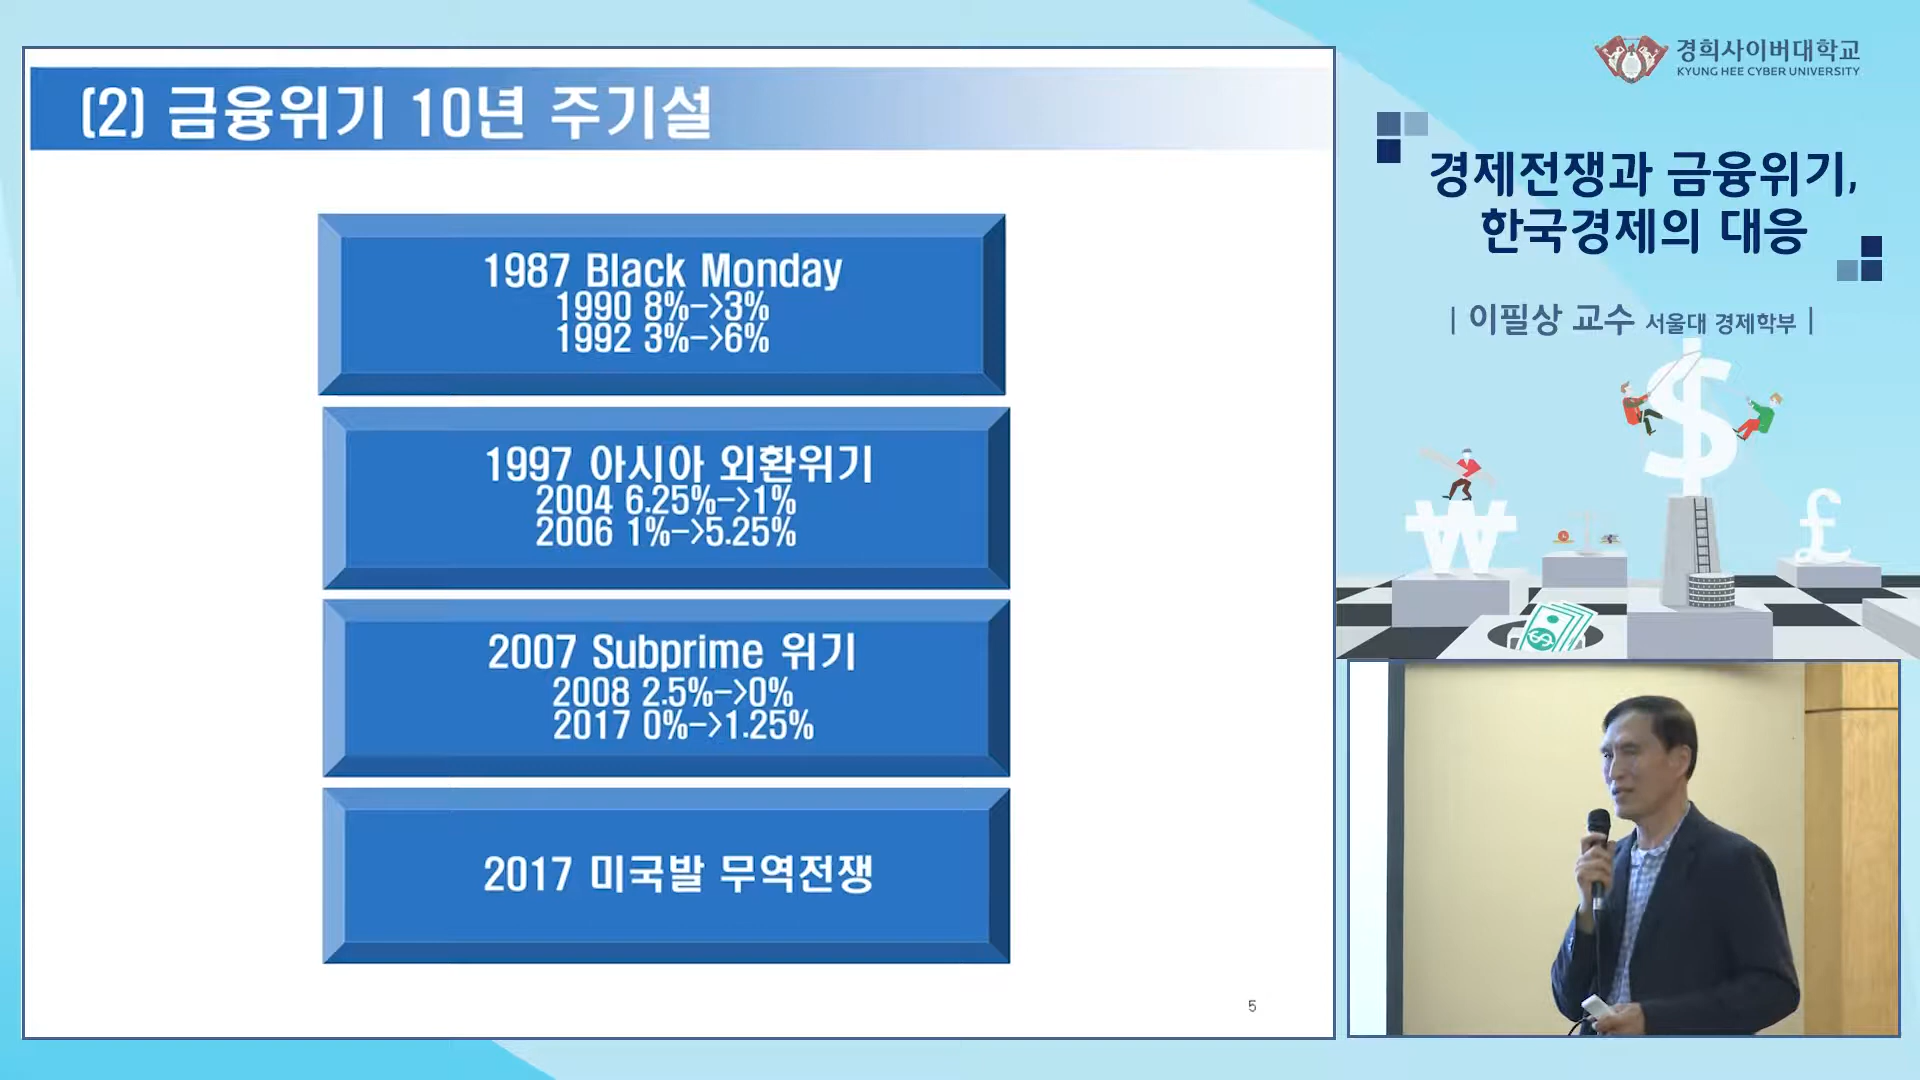 (2) 금융위기 10년 주기설
1987 Black Monday
1990 8%->3%
1992 3%->6%
1997 아시아 외환위기
2004 6.25%->1%
2006 1%->5.25%
2007 Subprime 위기
2008 2.5%->0%
2017 0%->1.25%
2017 미국발 무역전쟁
5
경희사이버대학교
KYUNG HEE CYBER UNIVERSITY
경제전쟁과 금융위기,
한국경제의 대응
| 이필상 교수 서울대 경제학부 |